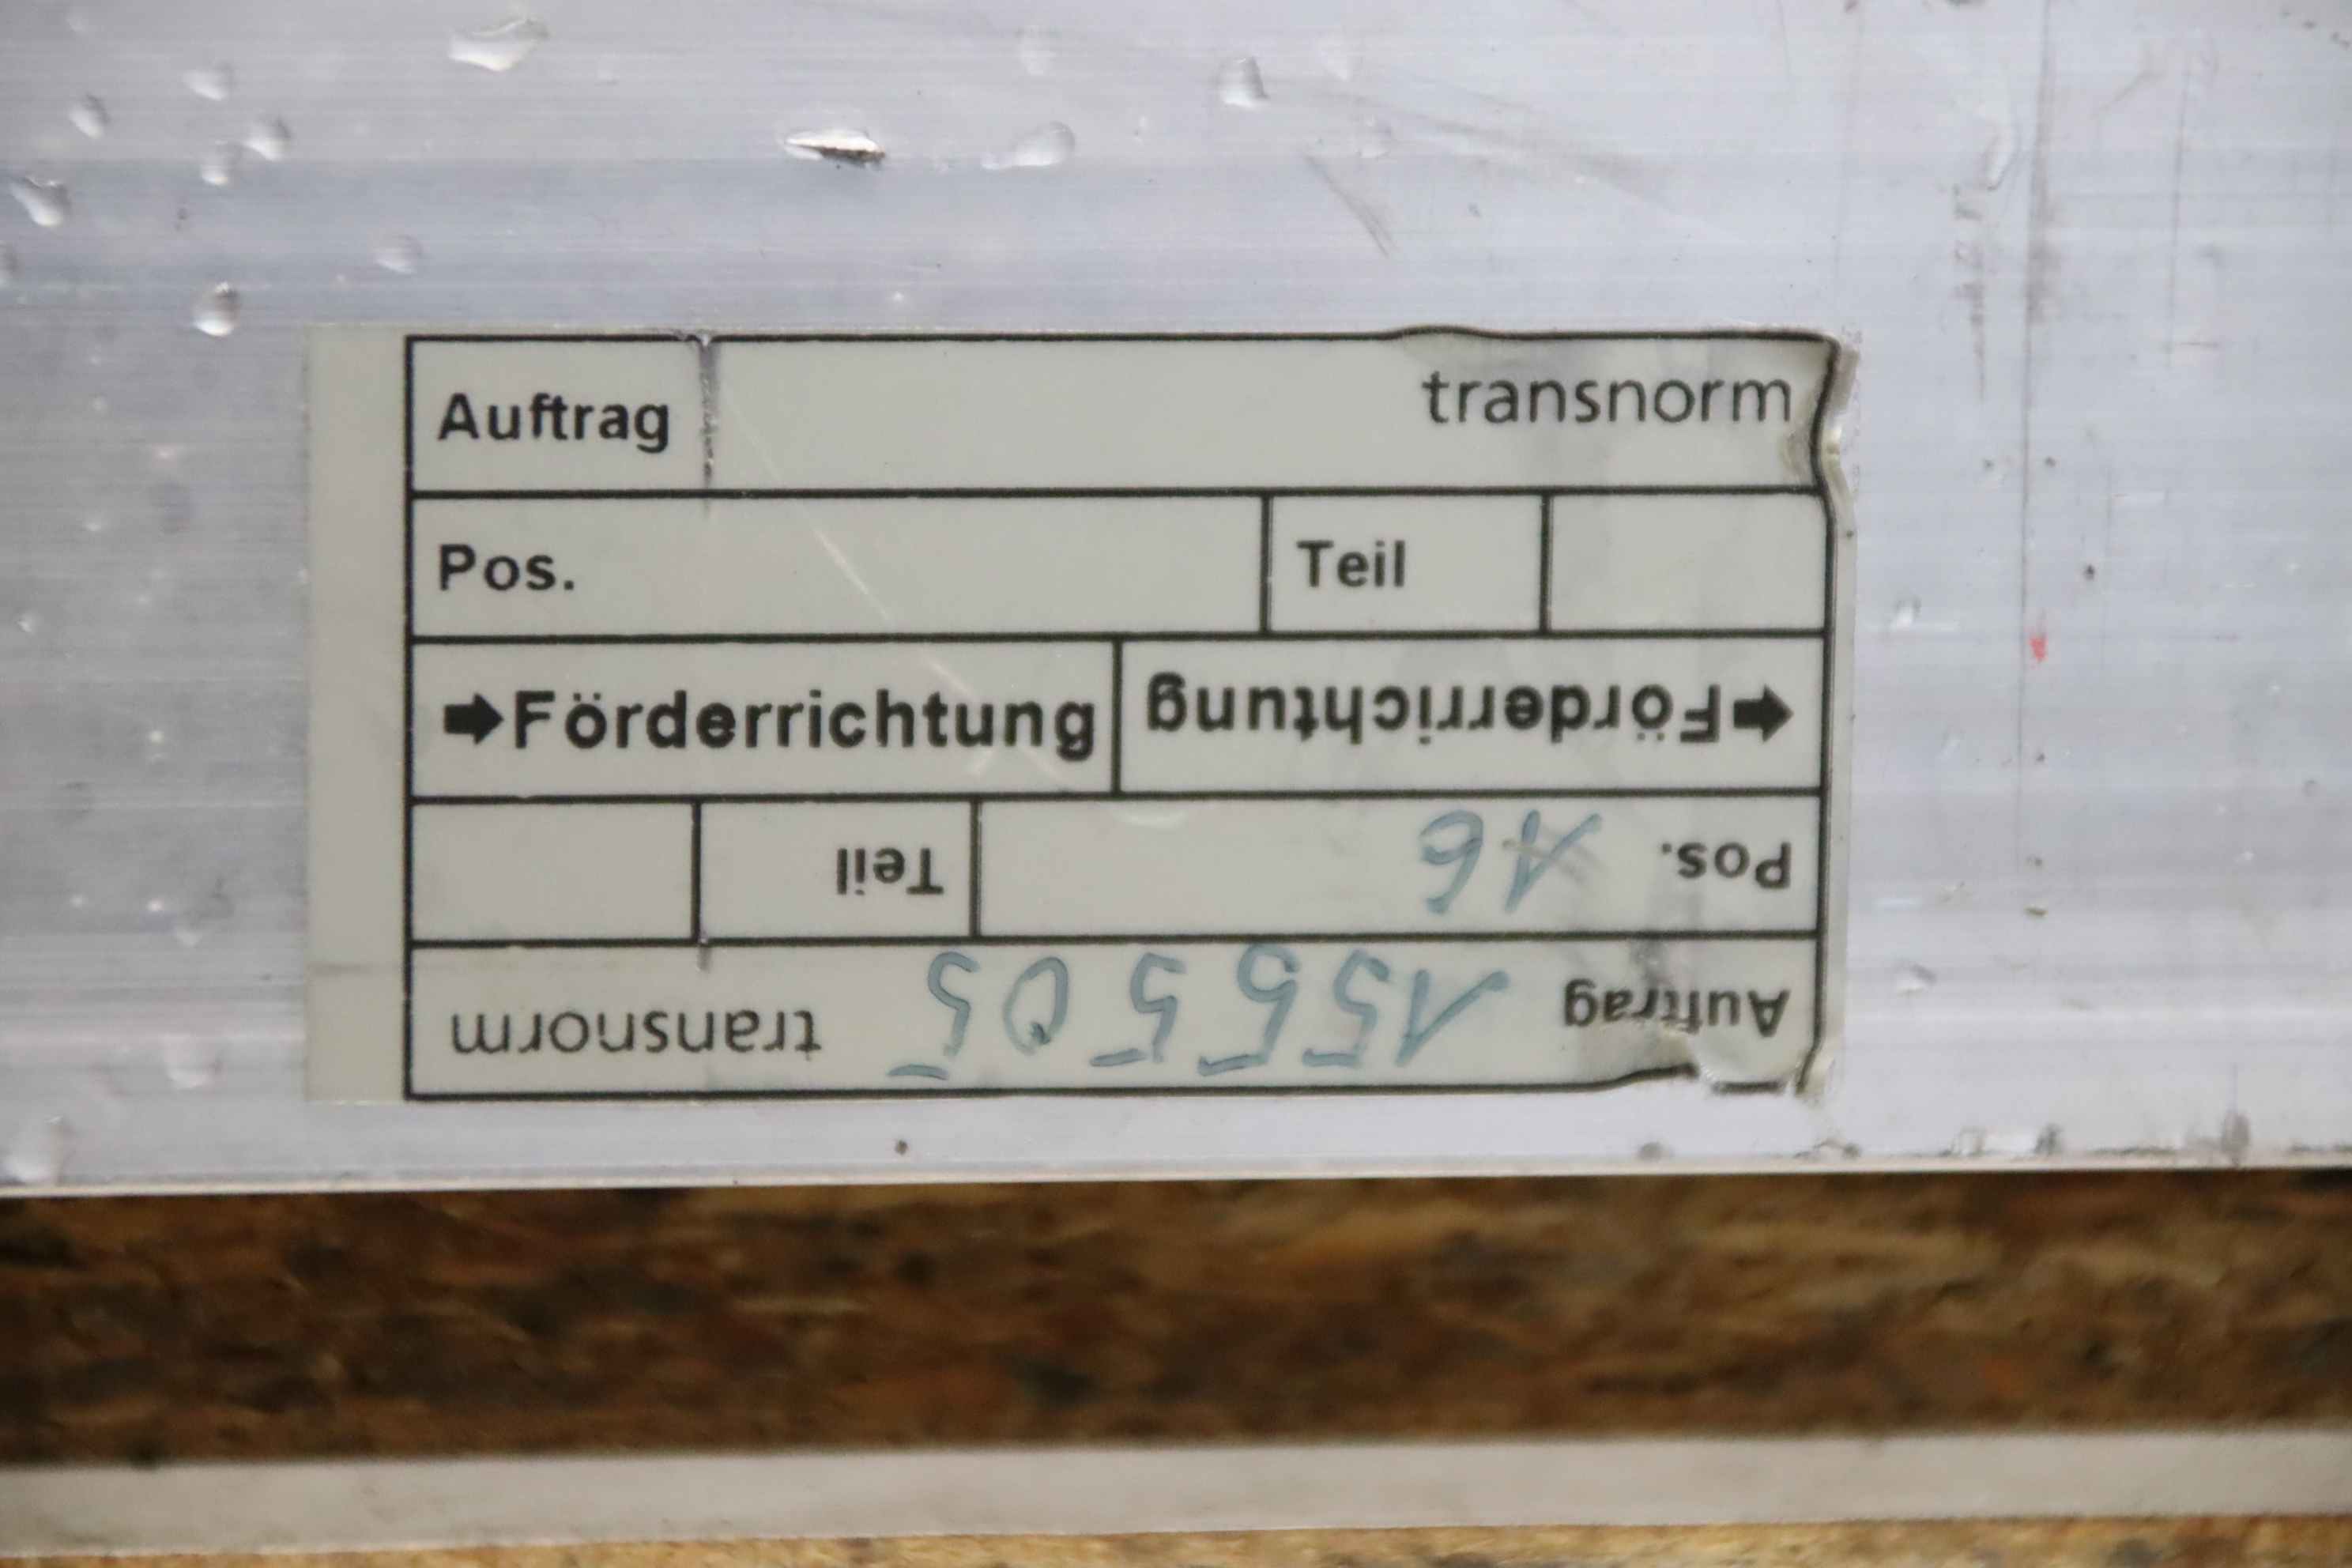 Auftrag transnorm
Pos. Teil
➡Förderrichtung
Auftrag 155505 transnorm
Pos. 16 Teil
⬅Förderrichtung